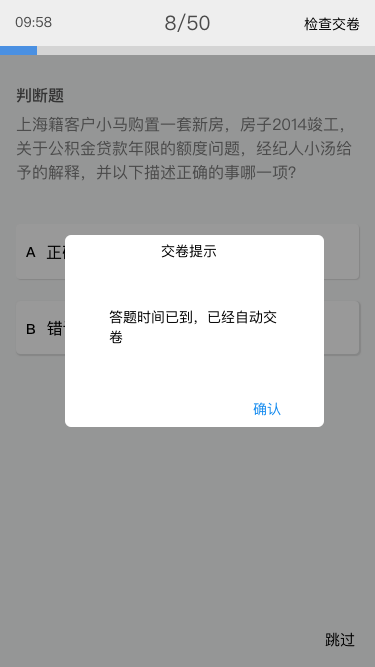 09:58
8/50
检查交卷
判断题
上海籍客户小马购置一套新房，房子2014竣工，
关于公积金贷款年限的额度问题，经纪人小汤给
予的解释，并以下描述正确的事哪一项？
A 正
B 错
交卷提示
答题时间已到，已经自动交
卷
确认
跳过